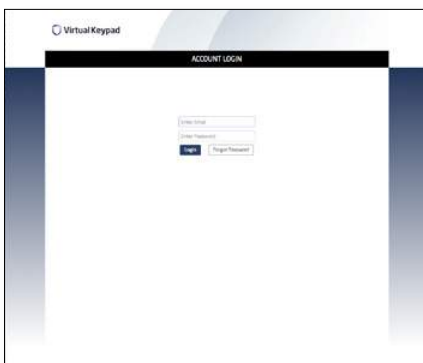 Virtual Keypad
ACCOUNT LOGIN
Enter Email
Enter Password
Login
Forgot Password